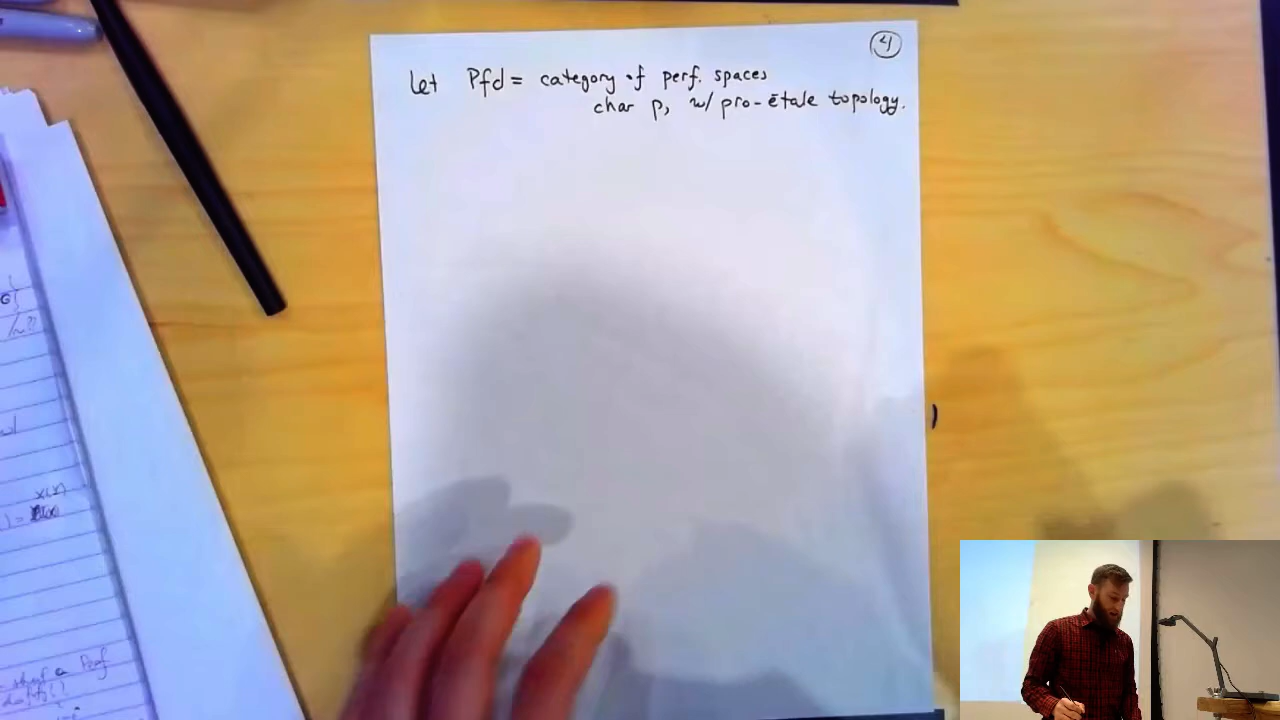 4
Let Pfd = category of perf. spaces
char p, w/ pro-étale topology.